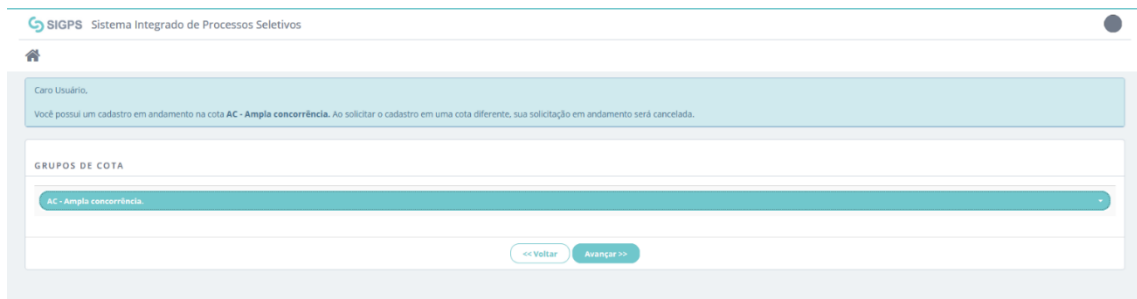 SIGPS Sistema Integrado de Processos Seletivos
Caro Usuário,
Você possui um cadastro em andamento na cota AC - Ampla concorrência. Ao solicitar o cadastro em uma cota diferente, sua solicitação em andamento será cancelada.
GRUPOS DE COTA
AC - Ampla concorrência.
<< Voltar Avançar >>